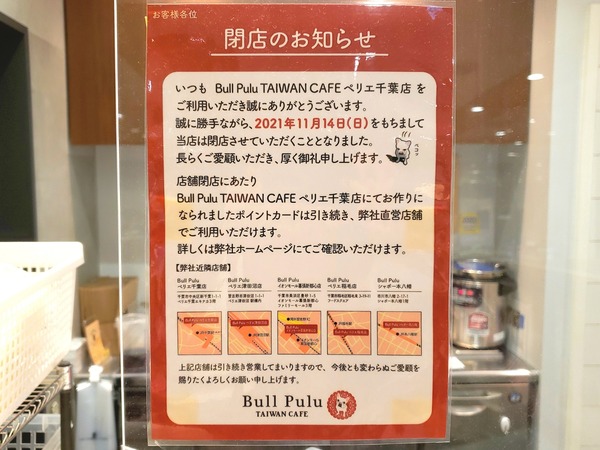 お客様各位
閉店のお知らせ
いつも Bull Pulu TAIWAN CAFE ペリエ千葉店 を
ご利用いただき誠にありがとうございます。
誠に勝手ながら、2021年11月14日(日)をもちまして
当店は閉店させていただくこととなりました。
長らくご愛顧いただき、厚く御礼申し上げます。
ペコッ
店舗閉店にあたり
Bull Pulu TAIWAN CAFE ペリエ千葉店にてお作りに
なられましたポイントカードは引き続き、弊社直営店舗
でご利用いただけます。
詳しくは弊社ホームページにてご確認いただけます。
【弊社近隣店舗】
Bull Pulu
ペリエ千葉店
Bull Pulu
ペリエ津田沼店
Bull Pulu
イオンモール幕張新都心店
Bull Pulu
ペリエ稲毛店
Bull Pulu
シャポー本八幡店
上記店舗は引き続き営業してまいりますので、今後とも変わらぬご愛顧を
賜りたくよろしくお願い申し上げます。
Bull Pulu
TAIWAN CAFE